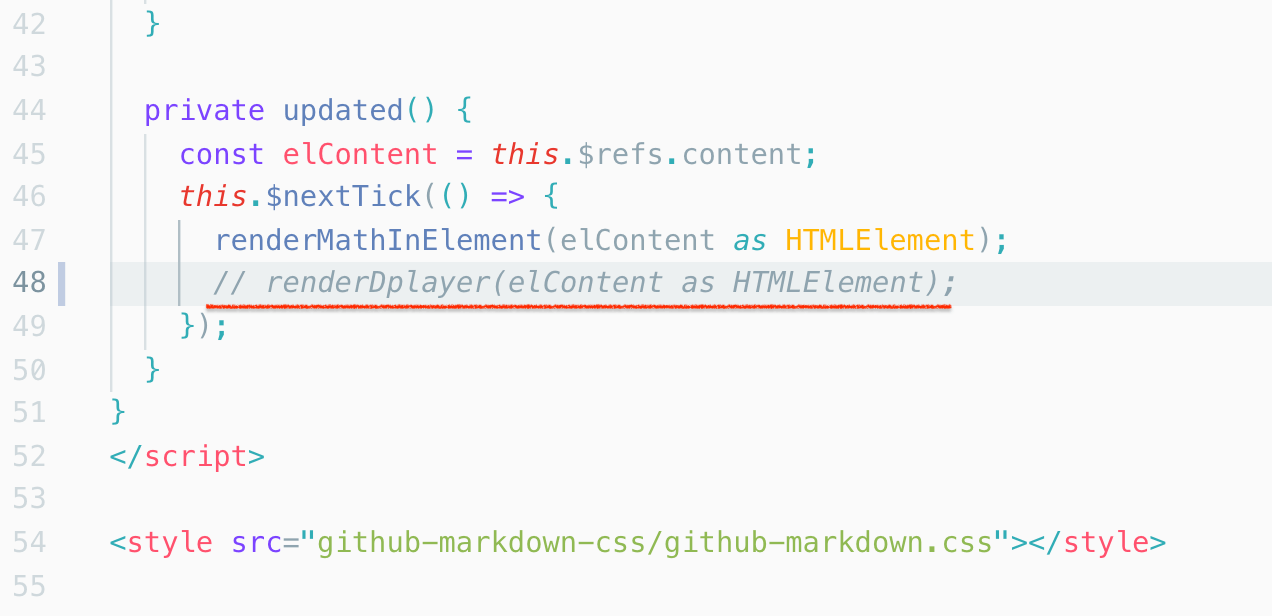 42 }
43
44 private updated() {
45 const elContent = this.$refs.content;
46 this.$nextTick(() => {
47 renderMathInElement(elContent as HTMLElement);
48 // renderDplayer(elContent as HTMLElement);
49 });
50 }
51 }
52 </script>
53
54 <style src="github-markdown-css/github-markdown.css"></style>
55